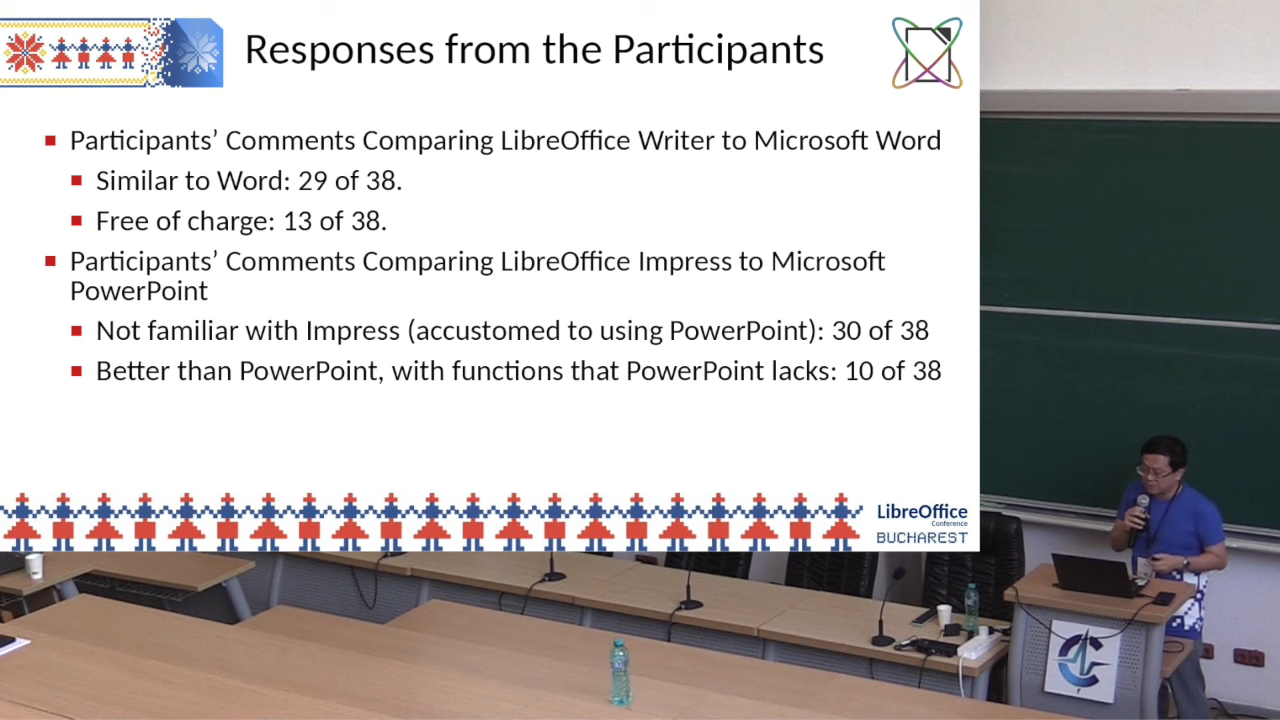 Responses from the Participants
Participants’ Comments Comparing LibreOffice Writer to Microsoft Word
Similar to Word: 29 of 38.
Free of charge: 13 of 38.
Participants’ Comments Comparing LibreOffice Impress to Microsoft
PowerPoint
Not familiar with Impress (accustomed to using PowerPoint): 30 of 38
Better than PowerPoint, with functions that PowerPoint lacks: 10 of 38
LibreOffice
Conference
BUCHAREST